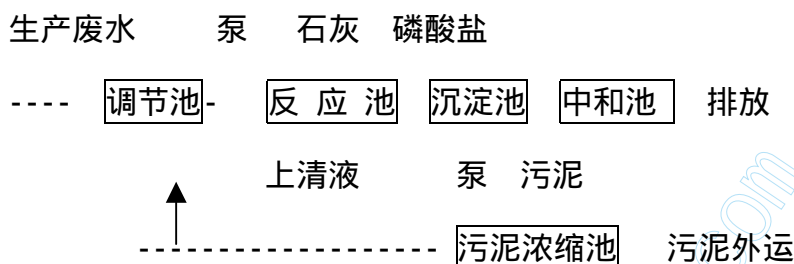 生产废水 泵 石灰 磷酸盐
---- 调节池- 反 应 池 沉淀池 中和池 排放
上清液 泵 污泥
------------------- 污泥浓缩池 污泥外运
com